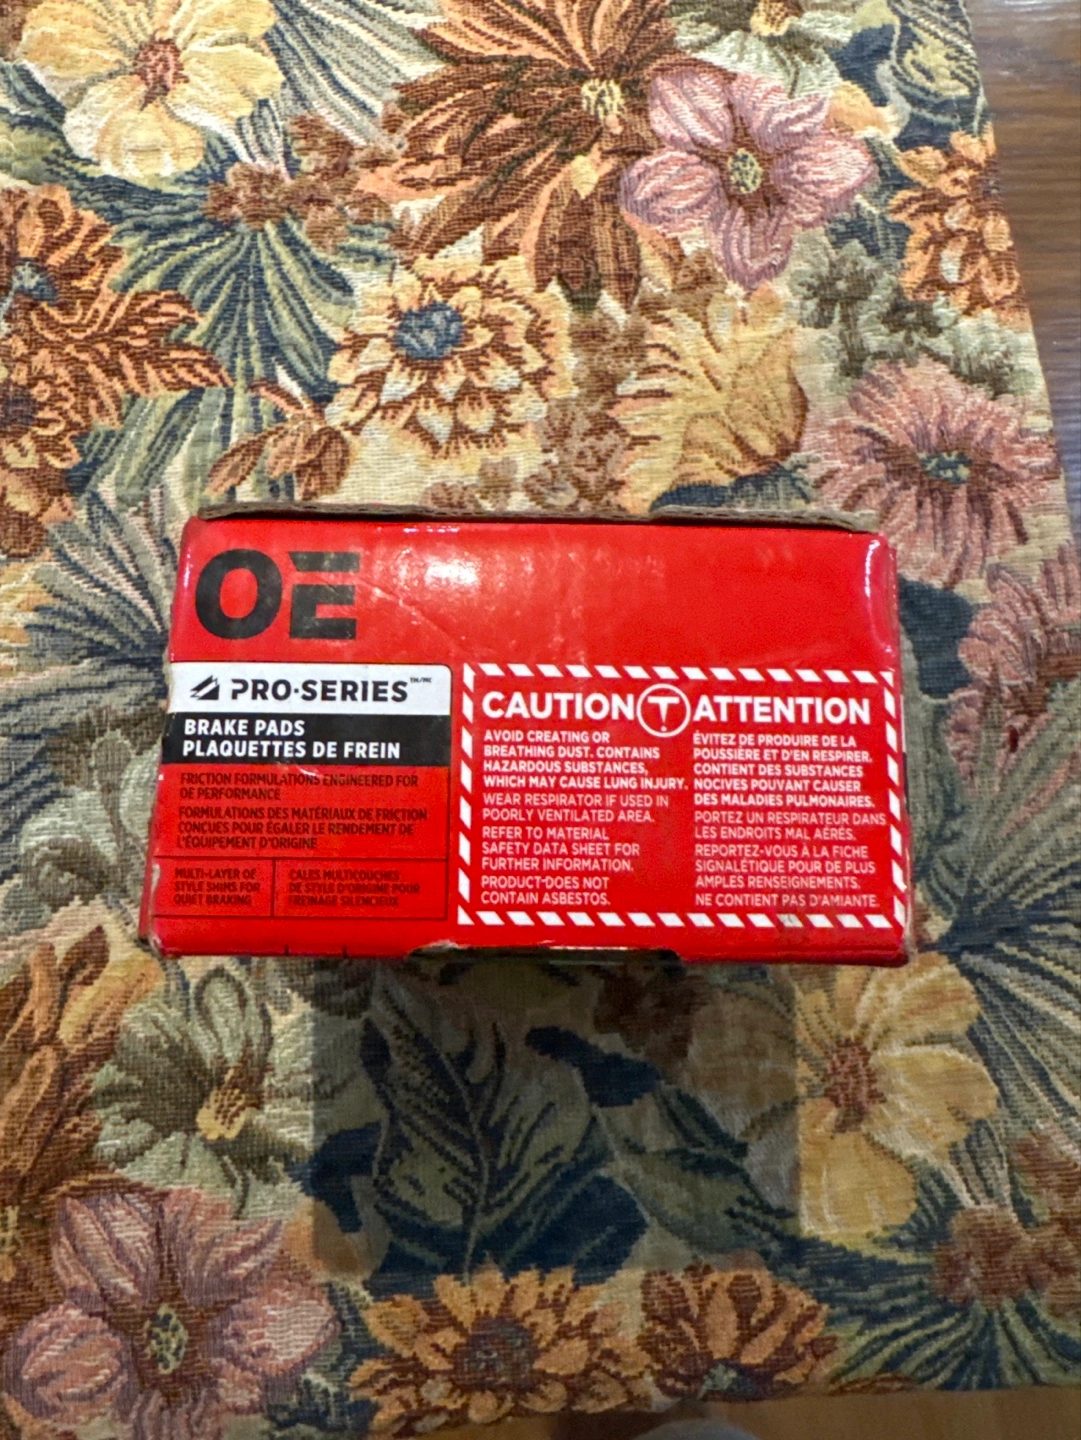 OE
PRO·SERIES TM/MC
BRAKE PADS
PLAQUETTES DE FREIN
FRICTION FORMULATIONS ENGINEERED FOR
OE PERFORMANCE
FORMULATIONS DES MATÉRIAUX DE FRICTION
CONÇUES POUR ÉGALER LE RENDEMENT DE
L'ÉQUIPEMENT D'ORIGINE
MULTI-LAYER OE
STYLE SHIMS FOR
QUIET BRAKING
CALES MULTICOUCHES
DE STYLE D'ORIGINE POUR
FREINAGE SILENCIEUX
CAUTION
AVOID CREATING OR
BREATHING DUST. CONTAINS
HAZARDOUS SUBSTANCES,
WHICH MAY CAUSE LUNG INJURY.
WEAR RESPIRATOR IF USED IN
POORLY VENTILATED AREA.
REFER TO MATERIAL
SAFETY DATA SHEET FOR
FURTHER INFORMATION.
PRODUCT DOES NOT
CONTAIN ASBESTOS.
T
ATTENTION
ÉVITEZ DE PRODUIRE DE LA
POUSSIÈRE ET D'EN RESPIRER.
CONTIENT DES SUBSTANCES
NOCIVES POUVANT CAUSER
DES MALADIES PULMONAIRES.
PORTEZ UN RESPIRATEUR DANS
LES ENDROITS MAL AÉRÉS.
REPORTEZ-VOUS À LA FICHE
SIGNALÉTIQUE POUR DE PLUS
AMPLES RENSEIGNEMENTS.
NE CONTIENT PAS D'AMIANTE.